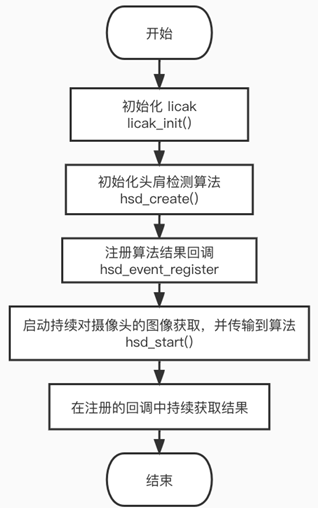 开始
初始化 licak
licak_init()
初始化头肩检测算法
hsd_create()
注册算法结果回调
hsd_event_register
启动持续对摄像头的图像获取，并传输到算法
hsd_start()
在注册的回调中持续获取结果
结束